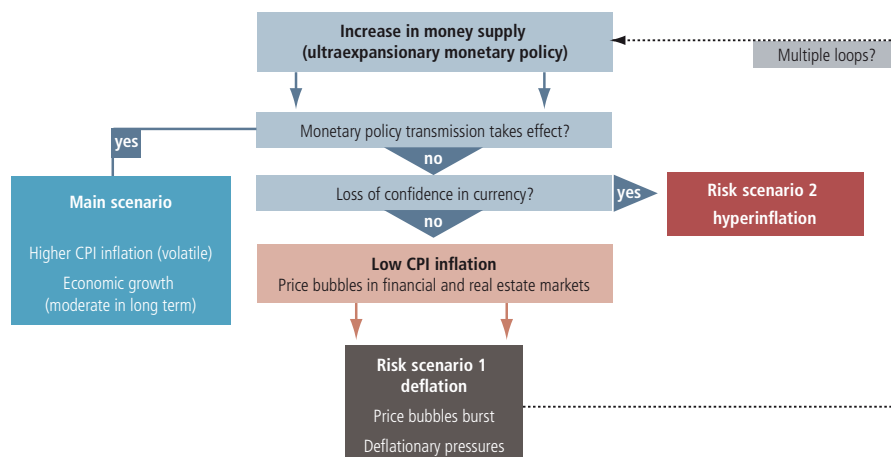 Increase in money supply
(ultraexpansionary monetary policy)
Multiple loops?
Monetary policy transmission takes effect?
yes
no
Loss of confidence in currency?
yes
Risk scenario 2
hyperinflation
Main scenario
Higher CPI inflation (volatile)
Economic growth
(moderate in long term)
no
Low CPI inflation
Price bubbles in financial and real estate markets
Risk scenario 1
deflation
Price bubbles burst
Deflationary pressures